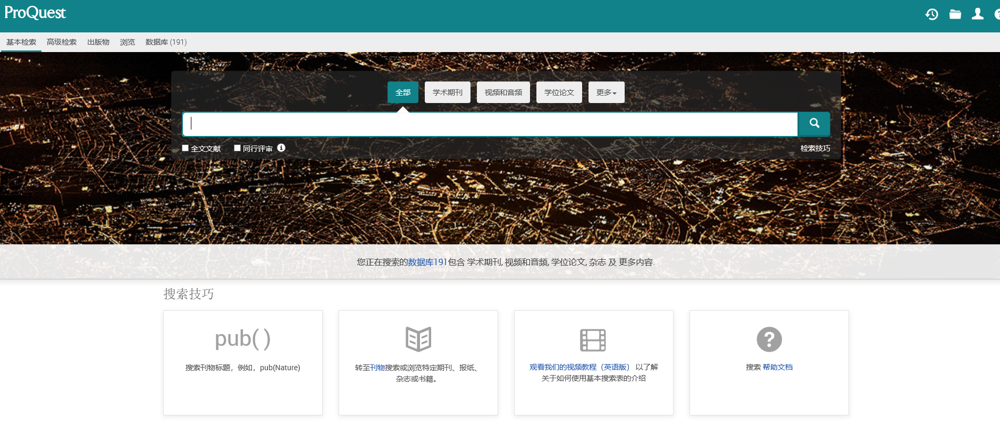 ProQuest
基本检索 高级检索 出版物 浏览 数据库 (191)
全部 学术期刊 视频和音频 学位论文 更多
全文文献 同行评审 检索技巧
您正在搜索的数据库191包含 学术期刊, 视频和音频, 学位论文, 杂志 及 更多内容.
搜索技巧
pub( )
搜索刊物标题，例如，pub(Nature)
转至刊物搜索或浏览特定期刊、报纸、
杂志或书籍。
观看我们的视频教程（英语版） 以了解
关于如何使用基本搜索表的介绍
?
搜索 帮助文档